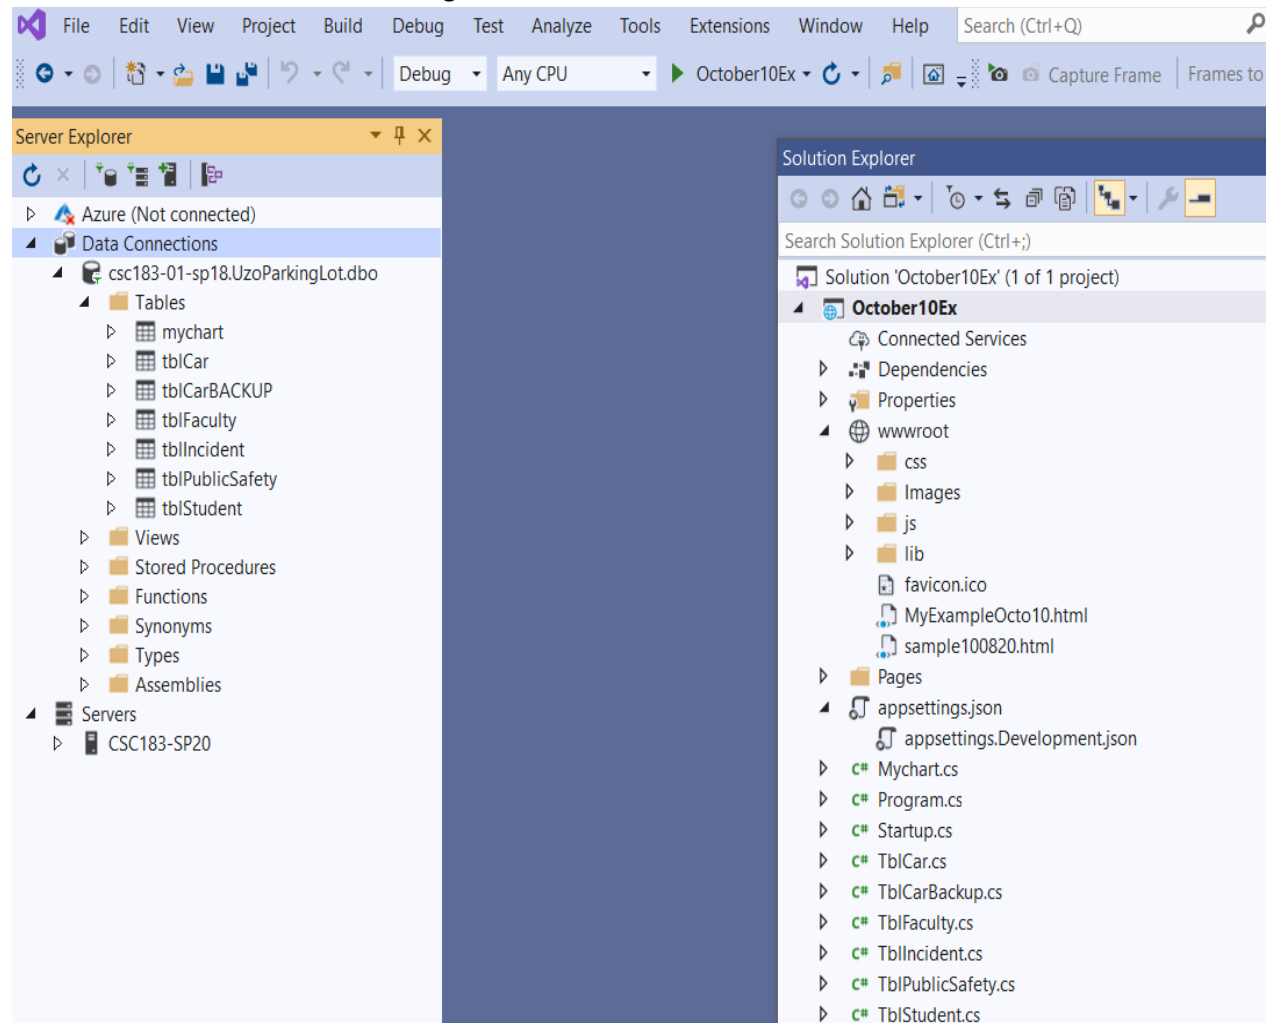 File Edit View Project Build Debug Test Analyze Tools Extensions Window Help Search (Ctrl+Q)
Debug Any CPU October10Ex Capture Frame Frames to
Server Explorer
Azure (Not connected)
Data Connections
csc183-01-sp18.UzoParkingLot.dbo
Tables
mychart
tblCar
tblCarBACKUP
tblFaculty
tblIncident
tblPublicSafety
tblStudent
Views
Stored Procedures
Functions
Synonyms
Types
Assemblies
Servers
CSC183-SP20
Solution Explorer
Search Solution Explorer (Ctrl+;)
Solution 'October10Ex' (1 of 1 project)
October10Ex
Connected Services
Dependencies
Properties
wwwroot
css
Images
js
lib
favicon.ico
MyExampleOcto10.html
sample100820.html
Pages
appsettings.json
appsettings.Development.json
C# Mychart.cs
C# Program.cs
C# Startup.cs
C# TblCar.cs
C# TblCarBackup.cs
C# TblFaculty.cs
C# TblIncident.cs
C# TblPublicSafety.cs
C# TblStudent.cs